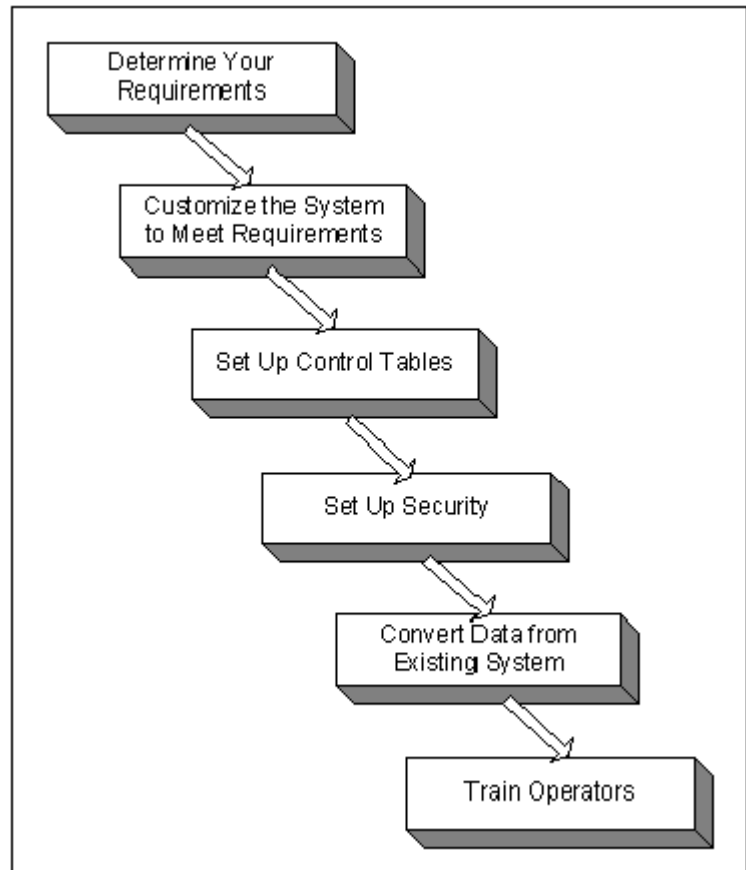 Determine Your
Requirements
Customize the System
to Meet Requirements
Set Up Control Tables
Set Up Security
Convert Data from
Existing System
Train Operators